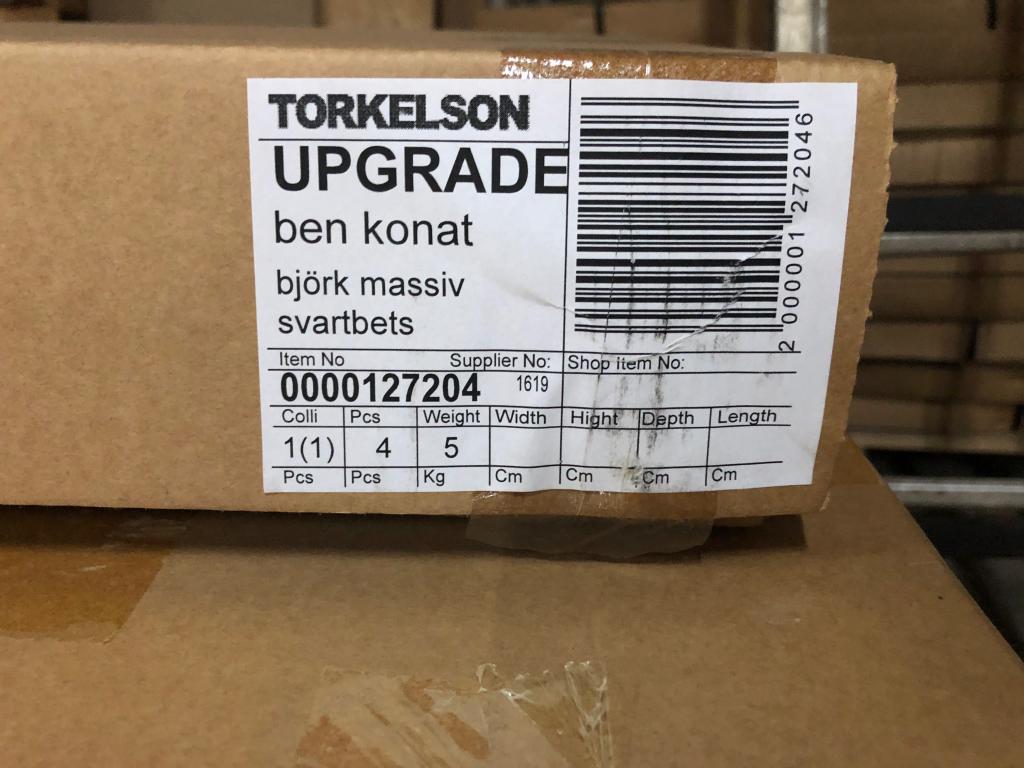 TORKELSON
UPGRADE
ben konat
björk massiv
svartbets
2 000001 272046
Item No Supplier No: Shop item No:
0000127204 1619
Colli Pcs Weight Width Hight Depth Length
1(1) 4 5
Pcs Pcs Kg Cm Cm Cm Cm